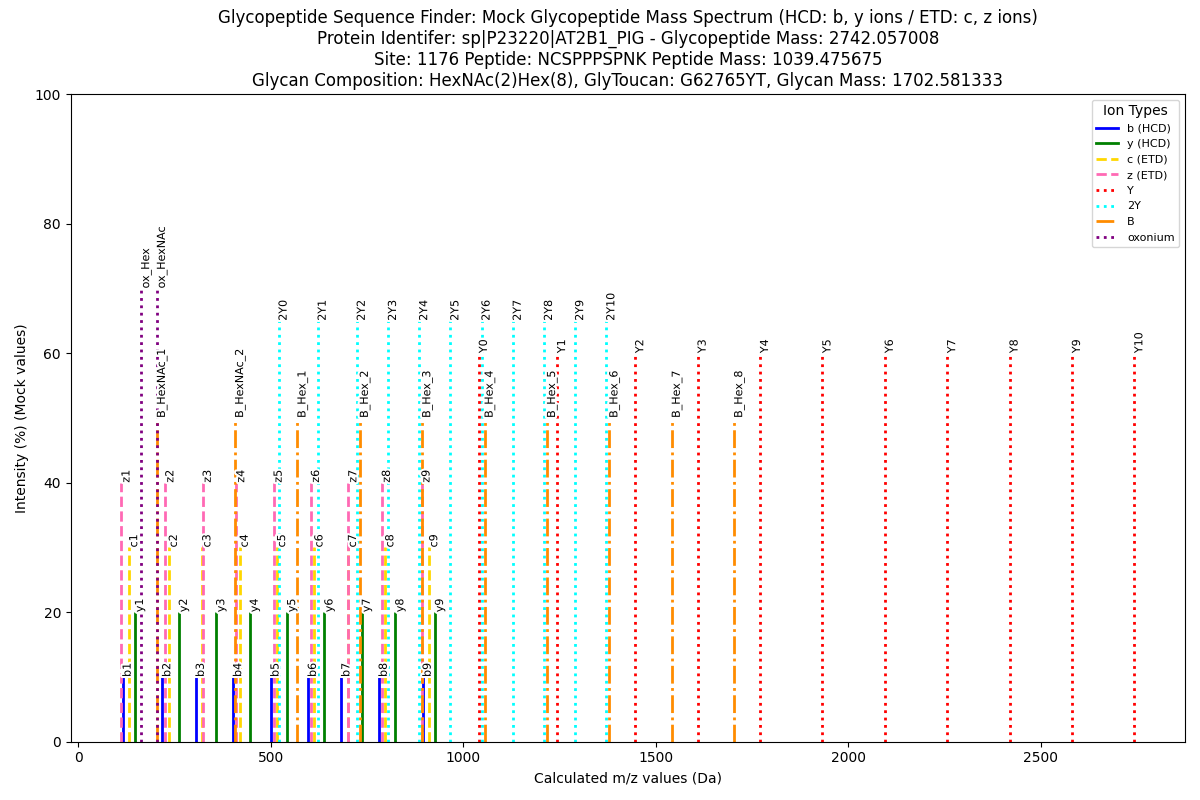 Glycopeptide Sequence Finder: Mock Glycopeptide Mass Spectrum (HCD: b, y ions / ETD: c, z ions)
Protein Identifer: sp|P23220|AT2B1_PIG - Glycopeptide Mass: 2742.057008
Site: 1176 Peptide: NCSPPPSPNK Peptide Mass: 1039.475675
Glycan Composition: HexNAc(2)Hex(8), GlyToucan: G62765YT, Glycan Mass: 1702.581333
Intensity (%) (Mock values)
100
80
60
40
20
0
Ion Types
b (HCD)
y (HCD)
c (ETD)
z (ETD)
Y
2Y
B
oxonium
ox_Hex
ox_HexNAc
2Y0
2Y1
2Y2
2Y3
2Y4
2Y5
2Y6
2Y7
2Y8
2Y9
2Y10
Y0
Y1
Y2
Y3
Y4
Y5
Y6
Y7
Y8
Y9
Y10
B_HexNAc_1
B_HexNAc_2
B_Hex_1
B_Hex_2
B_Hex_3
B_Hex_4
B_Hex_5
B_Hex_6
B_Hex_7
B_Hex_8
z1
z2
z3
z4
z5
z6
z7
z8
z9
c1
c2
c3
c4
c5
c6
c7
c8
c9
y1
y2
y3
y4
y5
y6
y7
y8
y9
b1
b2
b3
b4
b5
b6
b7
b8
b9
0
500
1000
1500
2000
2500
Calculated m/z values (Da)